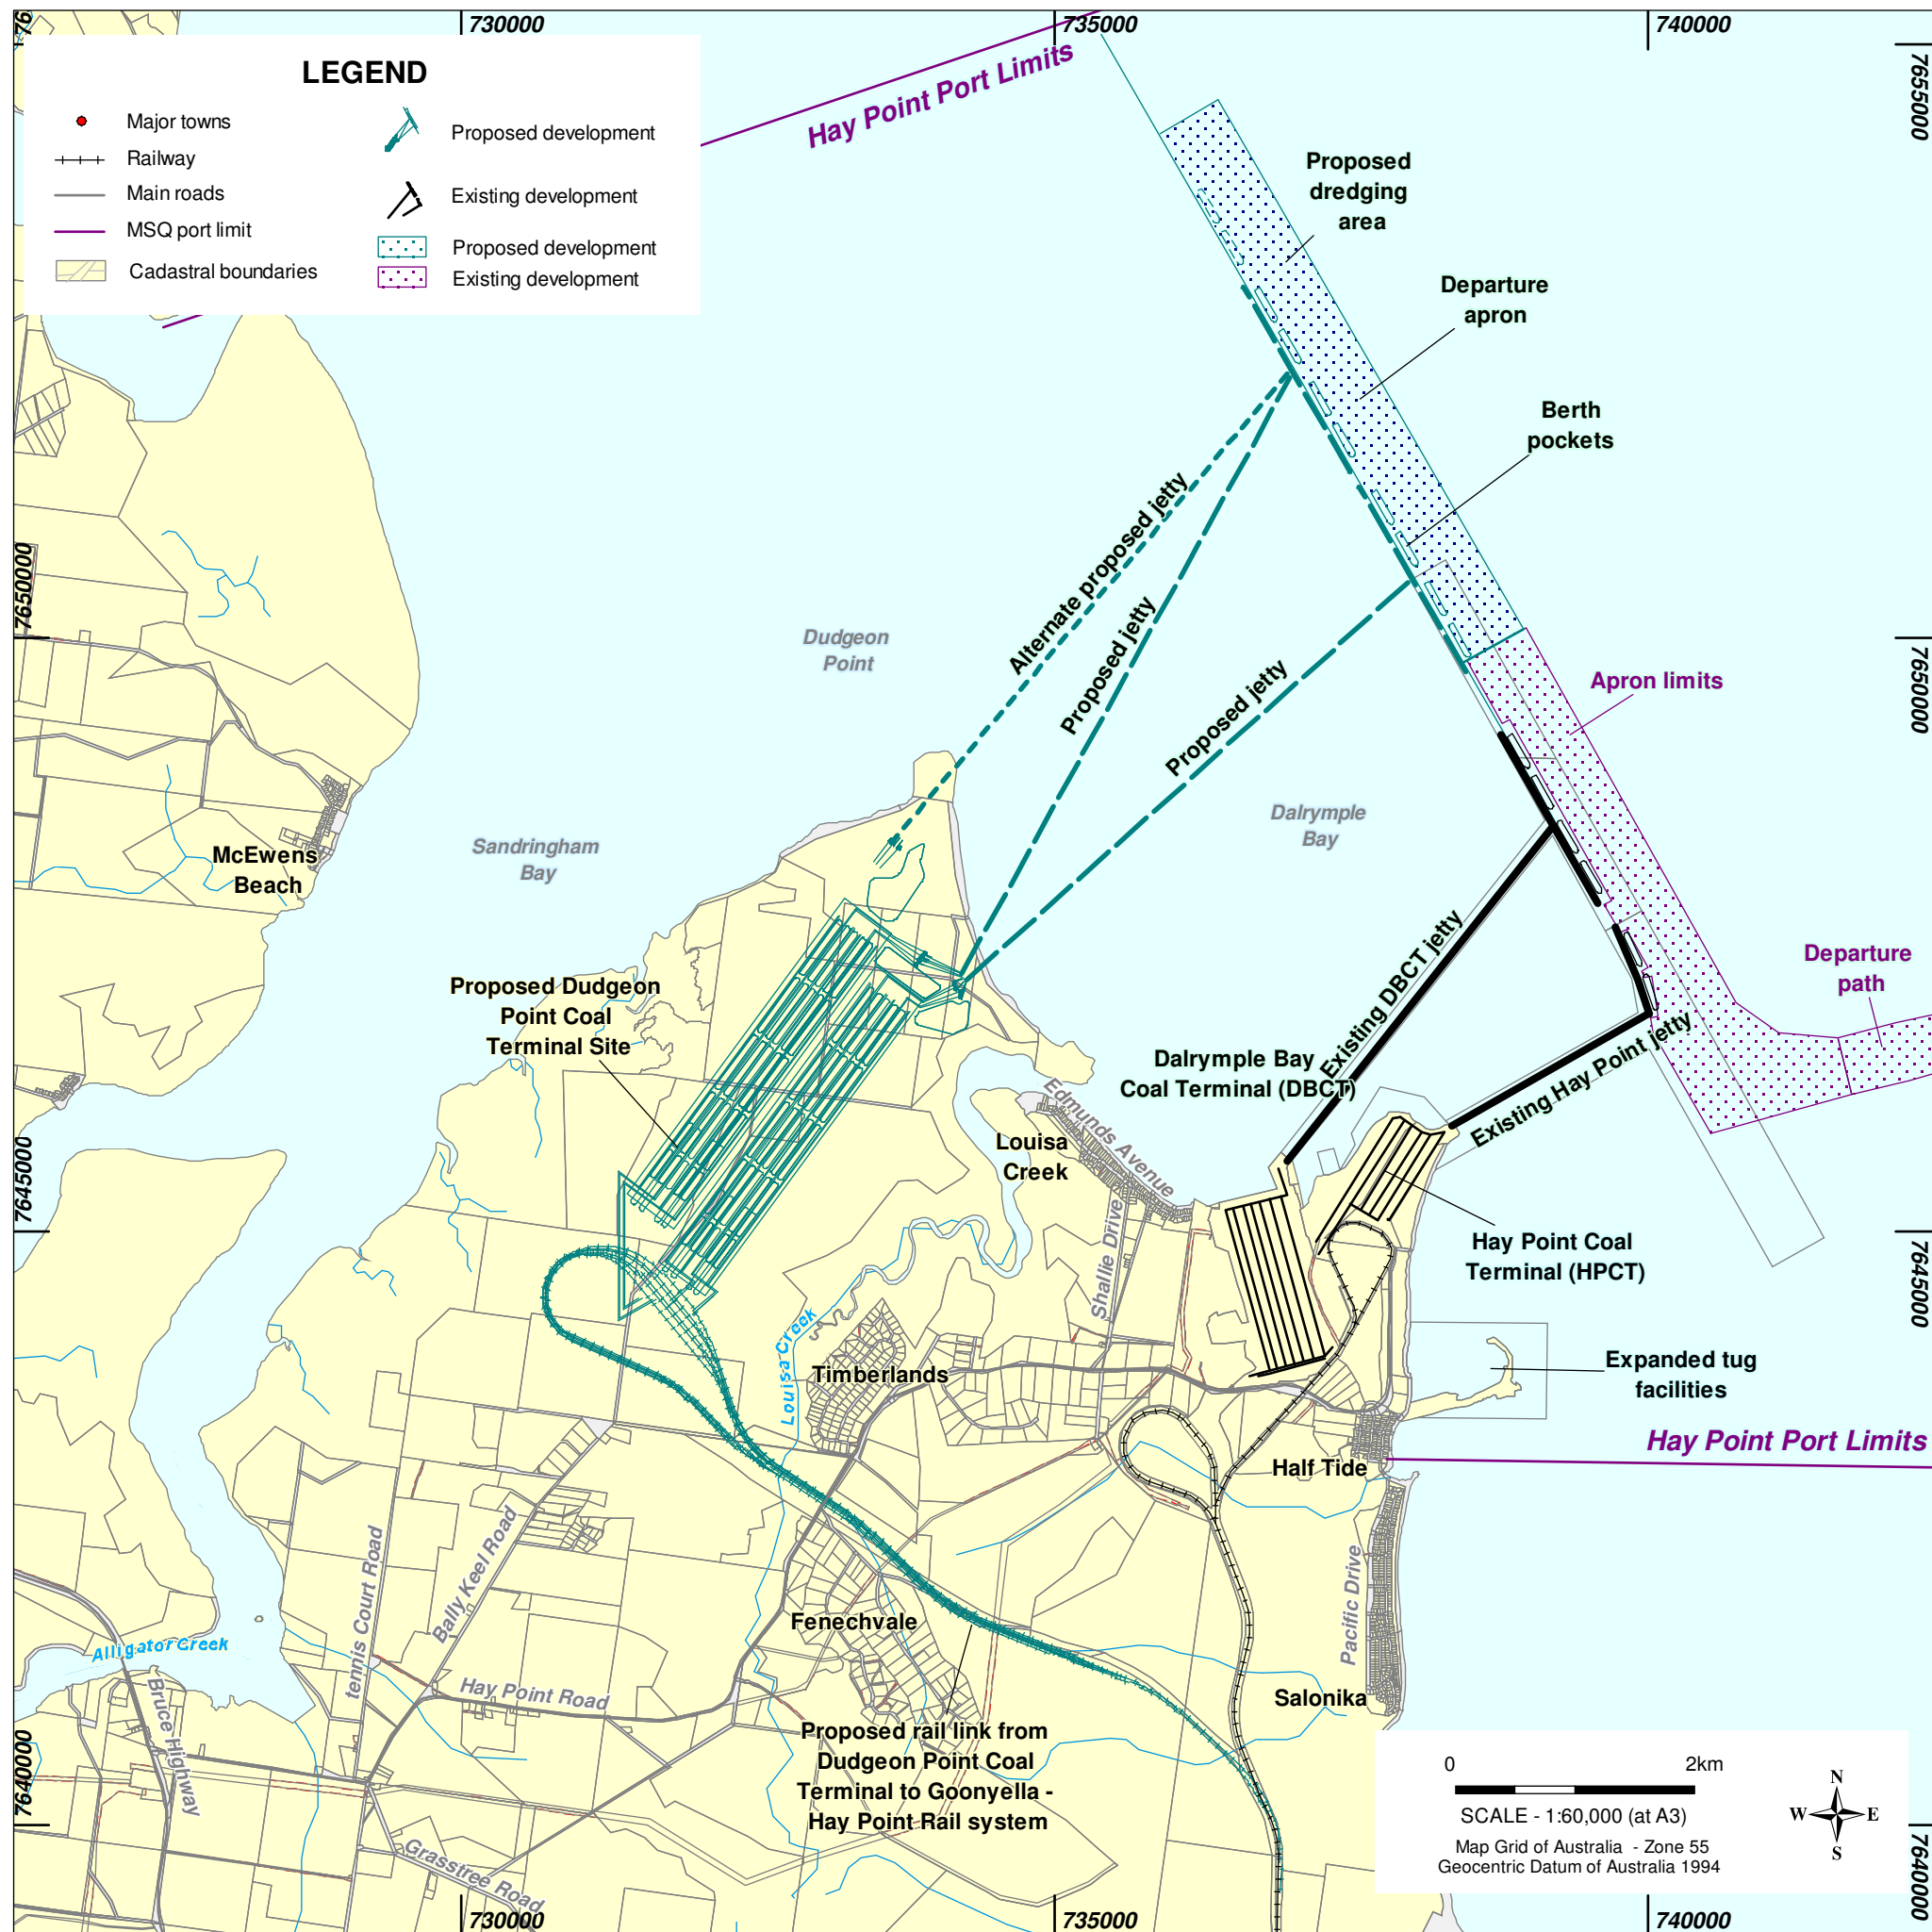 730000
735000
740000
7655000
LEGEND
Major towns
Railway
Main roads
MSQ port limit
Cadastral boundaries
Proposed development
Existing development
Proposed development
Existing development
Hay Point Port Limits
Proposed
dredging
area
Departure
apron
Berth
pockets
Alternate proposed jetty
Proposed jetty
Proposed jetty
7650000
7650000
Dudgeon
Point
Apron limits
Dalrymple
Bay
Sandringham
Bay
McEwens
Beach
Existing DBCT jetty
Departure
path
Proposed Dudgeon
Point Coal
Terminal Site
Dalrymple Bay
Coal Terminal (DBCT)
Existing Hay Point jetty
Edmunds Avenue
Louisa
Creek
7645000
7645000
Shallie Drive
Hay Point Coal
Terminal (HPCT)
Louisa Creek
Timberlands
Expanded tug
facilities
Hay Point Port Limits
Half Tide
tennis Court Road
Bally Keel Road
Pacific Drive
Fenechvale
Alligator Creek
Bruce Highway
Hay Point Road
Salonika
Proposed rail link from
Dudgeon Point Coal
Terminal to Goonyella -
Hay Point Rail system
7640000
7640000
Grasstree Road
0 2km
SCALE - 1:60,000 (at A3)
Map Grid of Australia - Zone 55
Geocentric Datum of Australia 1994
N
W E
S
730000
735000
740000